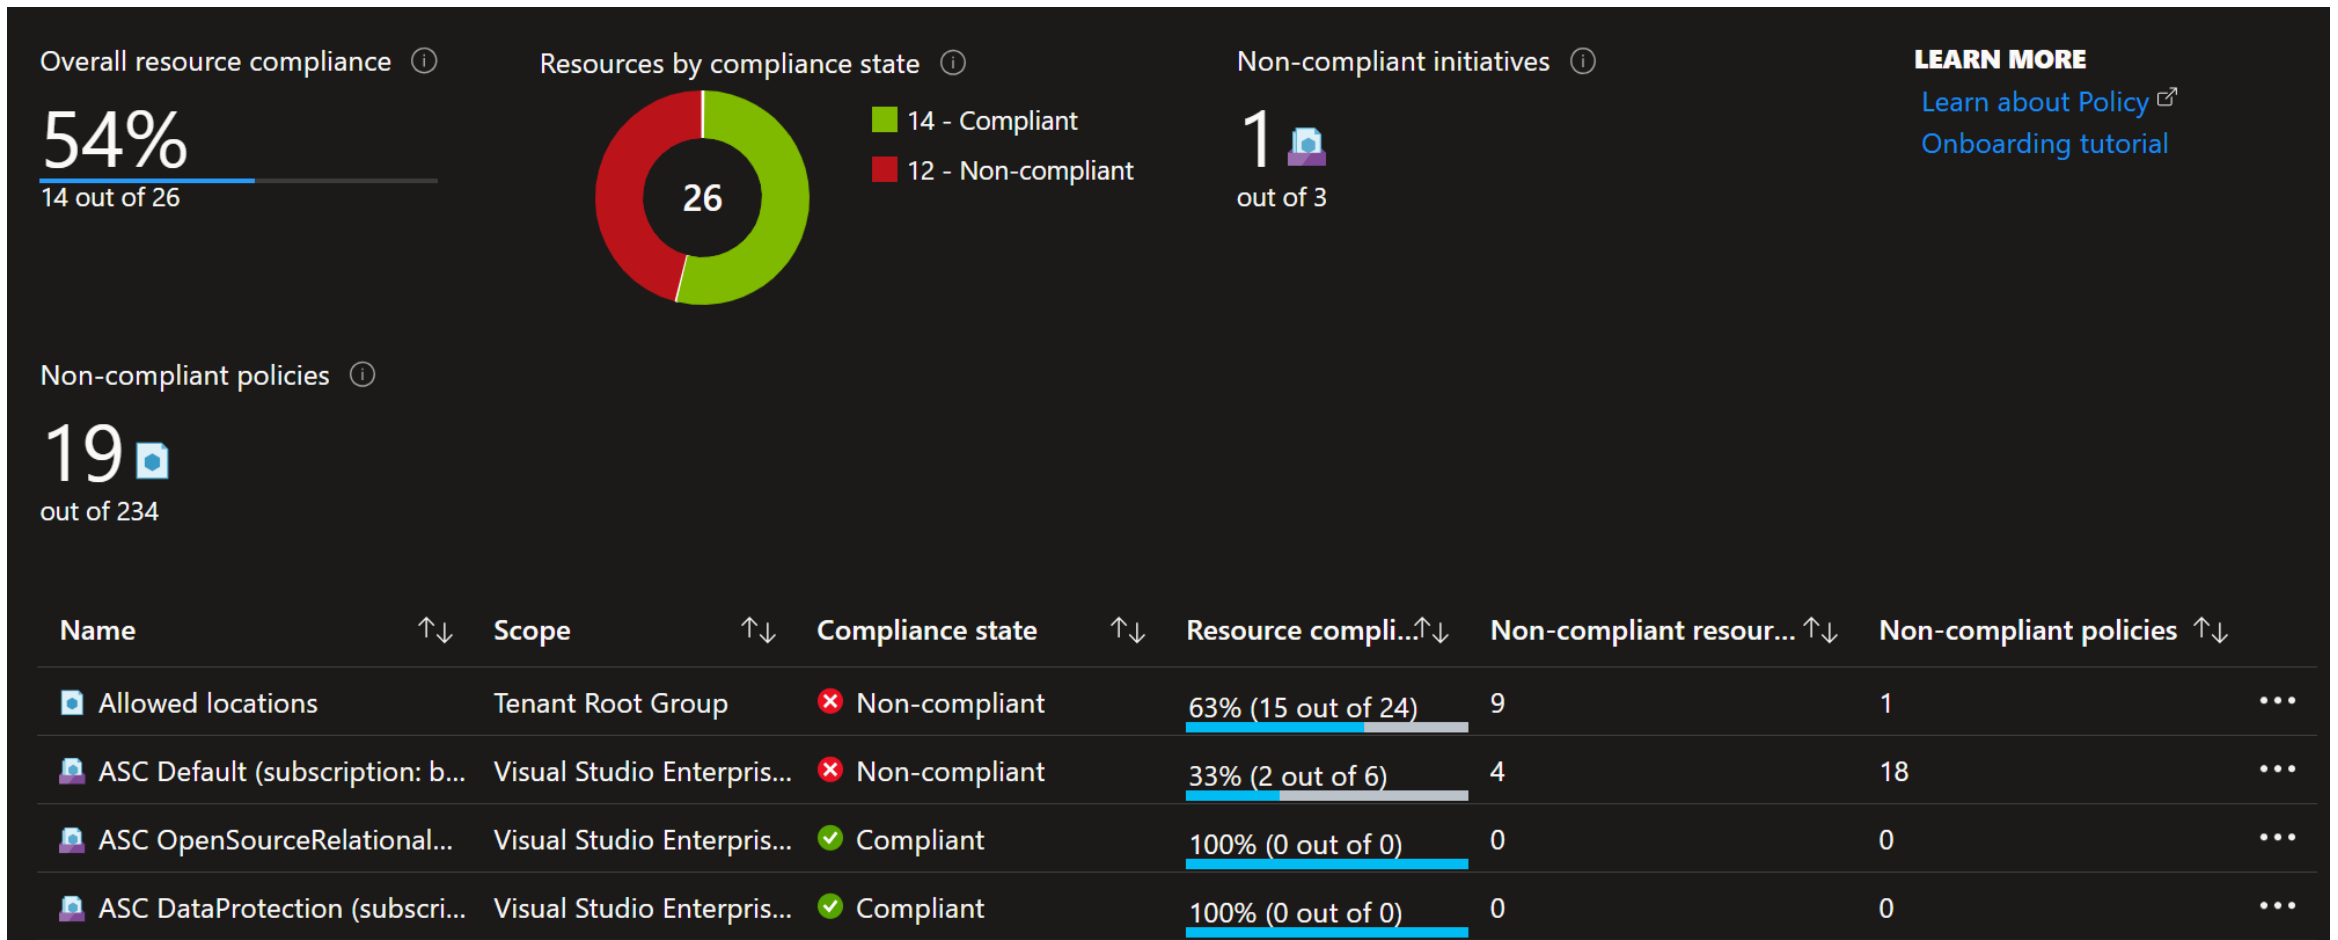 Overall resource compliance
54%
14 out of 26
Resources by compliance state
26
14 - Compliant
12 - Non-compliant
Non-compliant initiatives
1
out of 3
LEARN MORE
Learn about Policy
Onboarding tutorial
Non-compliant policies
19
out of 234
Name Scope Compliance state Resource compli... Non-compliant resour... Non-compliant policies
Allowed locations Tenant Root Group Non-compliant 63% (15 out of 24) 9 1
ASC Default (subscription: b... Visual Studio Enterpris... Non-compliant 33% (2 out of 6) 4 18
ASC OpenSourceRelational... Visual Studio Enterpris... Compliant 100% (0 out of 0) 0 0
ASC DataProtection (subscri... Visual Studio Enterpris... Compliant 100% (0 out of 0) 0 0